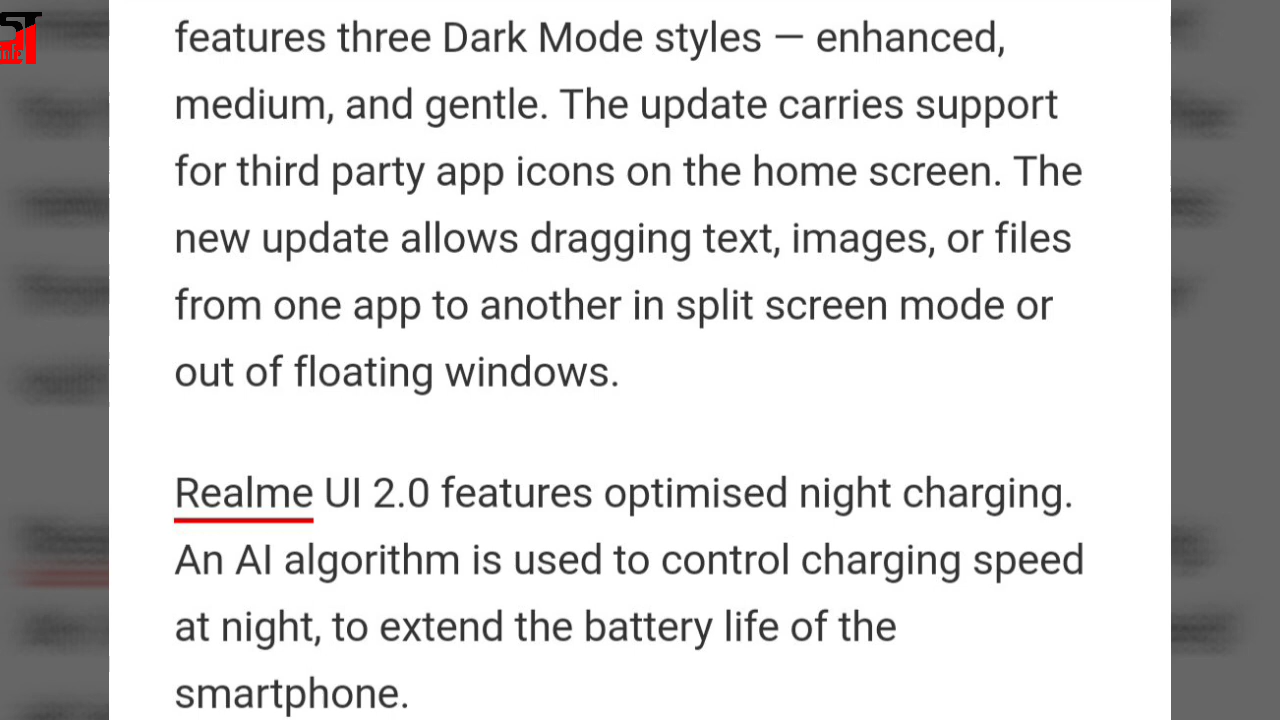 ST
info
features three Dark Mode styles — enhanced,
medium, and gentle. The update carries support
for third party app icons on the home screen. The
new update allows dragging text, images, or files
from one app to another in split screen mode or
out of floating windows.
Realme UI 2.0 features optimised night charging.
An AI algorithm is used to control charging speed
at night, to extend the battery life of the
smartphone.